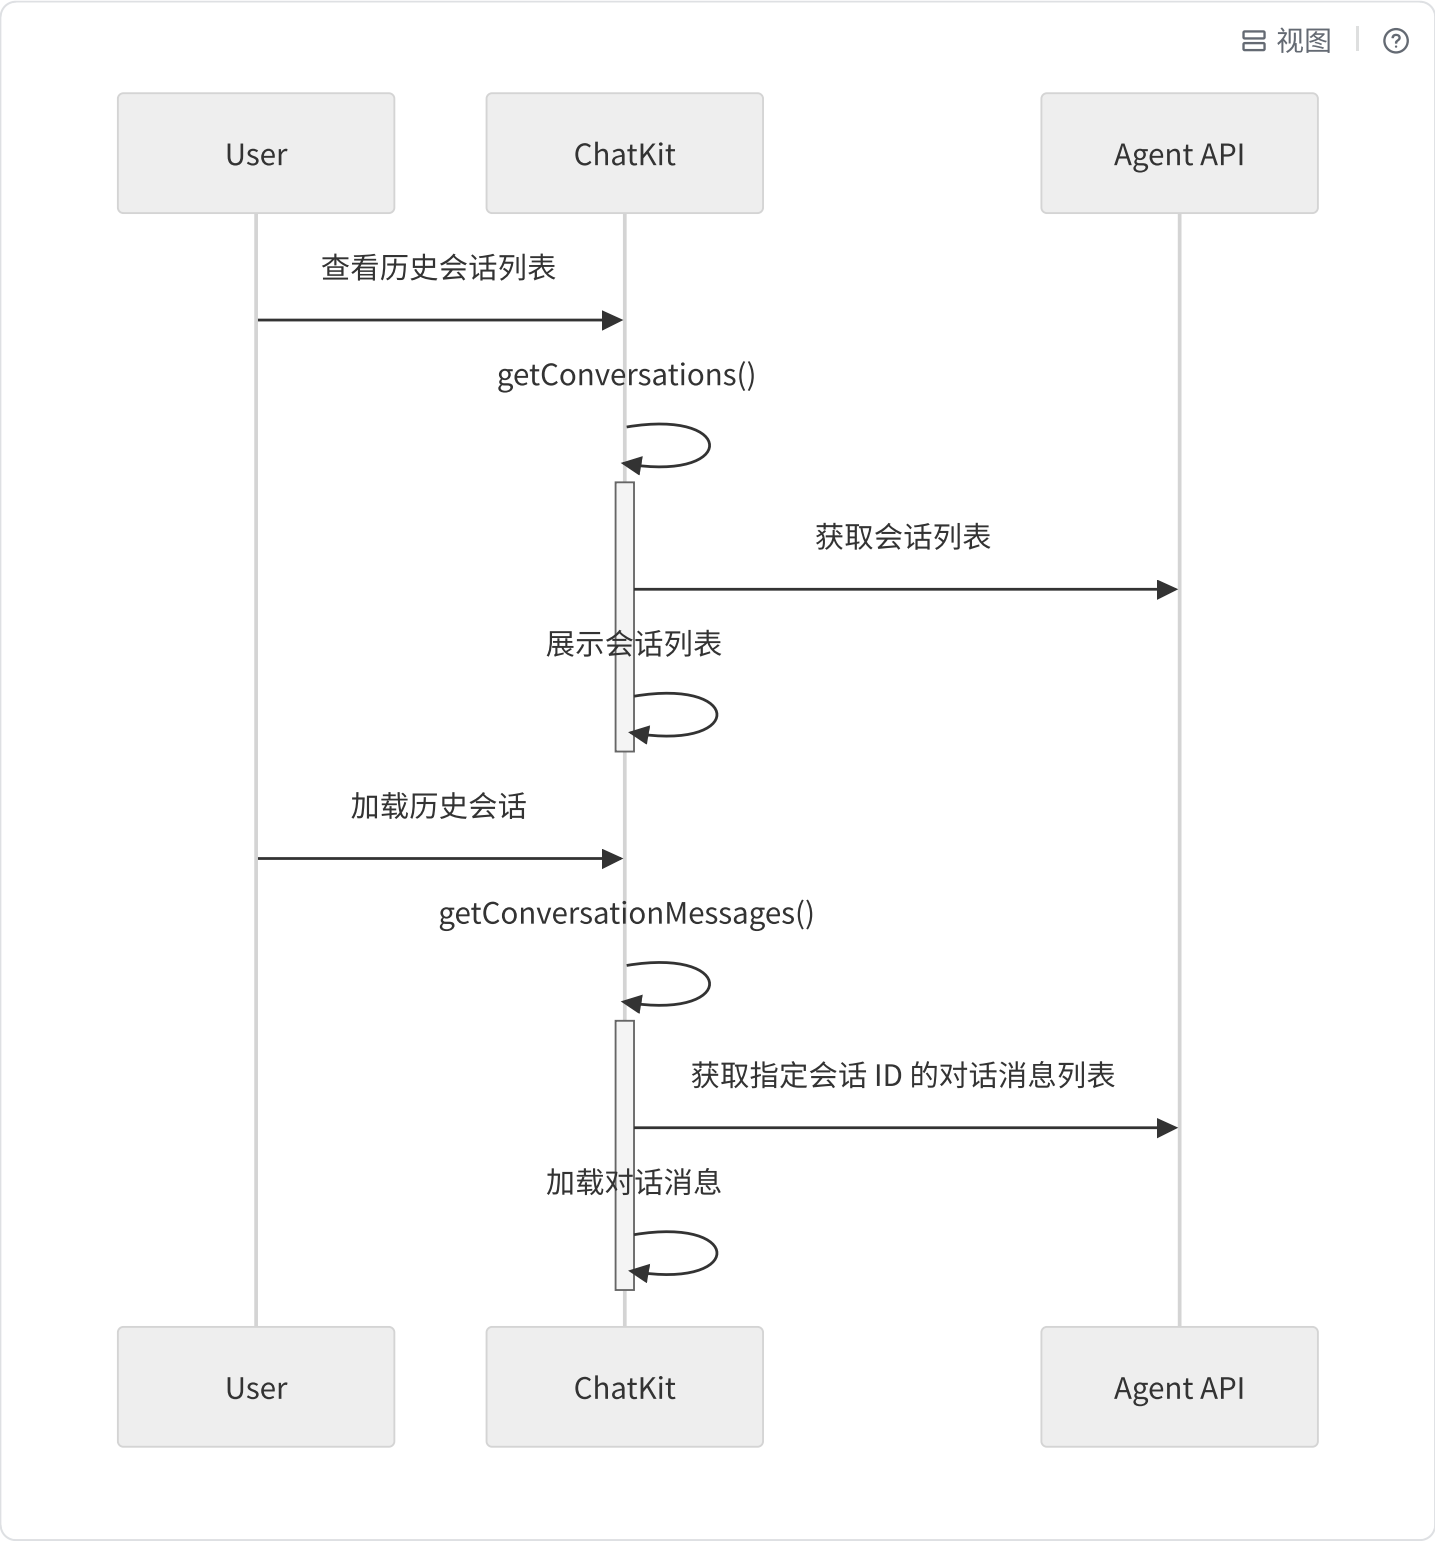 视图
User
ChatKit
Agent API
查看历史会话列表
getConversations()
获取会话列表
展示会话列表
加载历史会话
getConversationMessages()
获取指定会话 ID 的对话消息列表
加载对话消息
User
ChatKit
Agent API